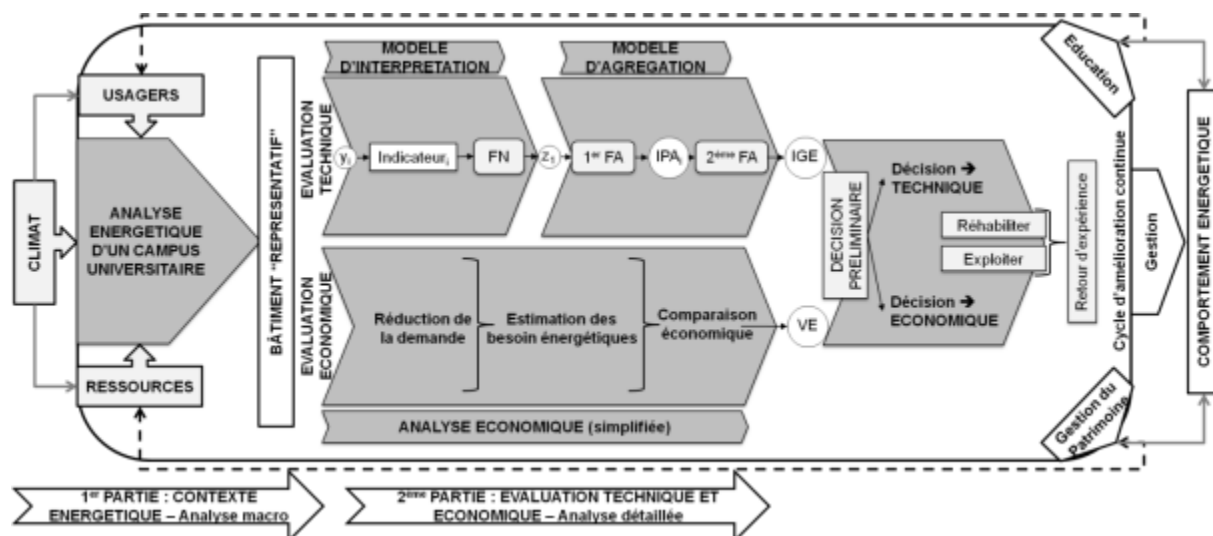 MODELE
D'INTERPRETATION
MODELE
D'AGREGATION
Education
USAGERS
CLIMAT
ANALYSE
ENERGETIQUE
D'UN CAMPUS
UNIVERSITAIRE
RESSOURCES
BÂTIMENT "REPRESENTATIF"
EVALUATION
TECHNIQUE
yᵢ
Indicateurᵢ
FN
z₁
1er FA
IPAᵢ
2ème FA
IGE
EVALUATION
ECONOMIQUE
Réduction de
la demande
Estimation des
besoin énergétiques
Comparaison
économique
VE
ANALYSE ECONOMIQUE (simplifiée)
DECISION
PRELIMINAIRE
Décision ➔
TECHNIQUE
Réhabiliter
Exploiter
Décision ➔
ECONOMIQUE
Retour d'expérience
Cycle d'amélioration continue
Gestion
COMPORTEMENT ENERGETIQUE
Gestion du
Patrimoine
1er PARTIE : CONTEXTE
ENERGETIQUE – Analyse macro
2ème PARTIE : EVALUATION TECHNIQUE ET
ECONOMIQUE – Analyse détaillée